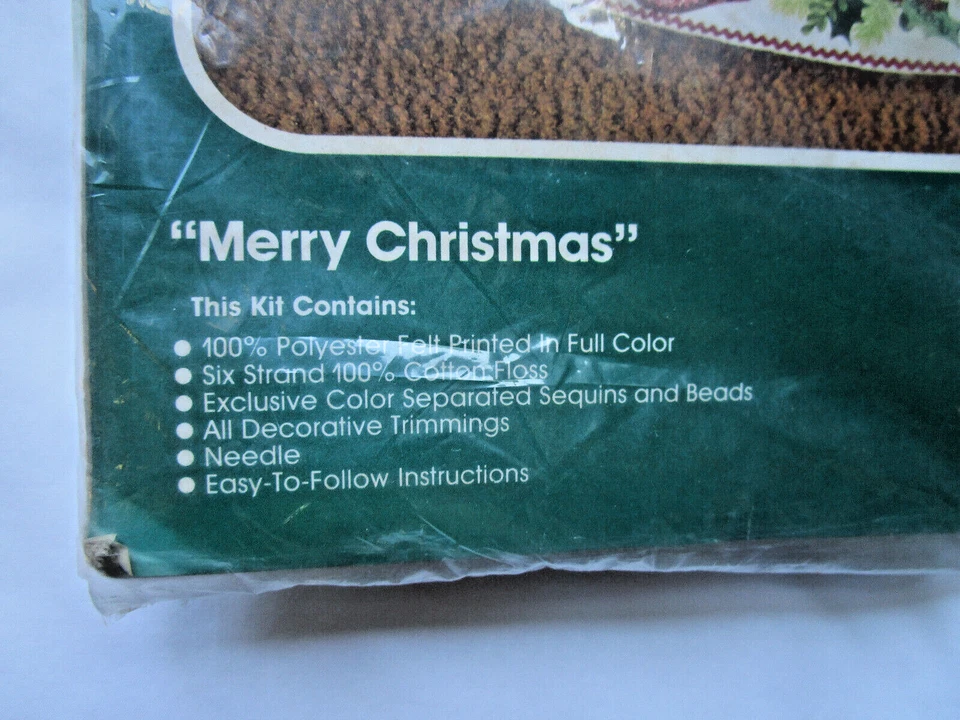 “Merry Christmas”
This Kit Contains:
● 100% Polyester Felt Printed In Full Color
● Six Strand 100% Cotton Floss
● Exclusive Color Separated Sequins and Beads
● All Decorative Trimmings
● Needle
● Easy-To-Follow Instructions